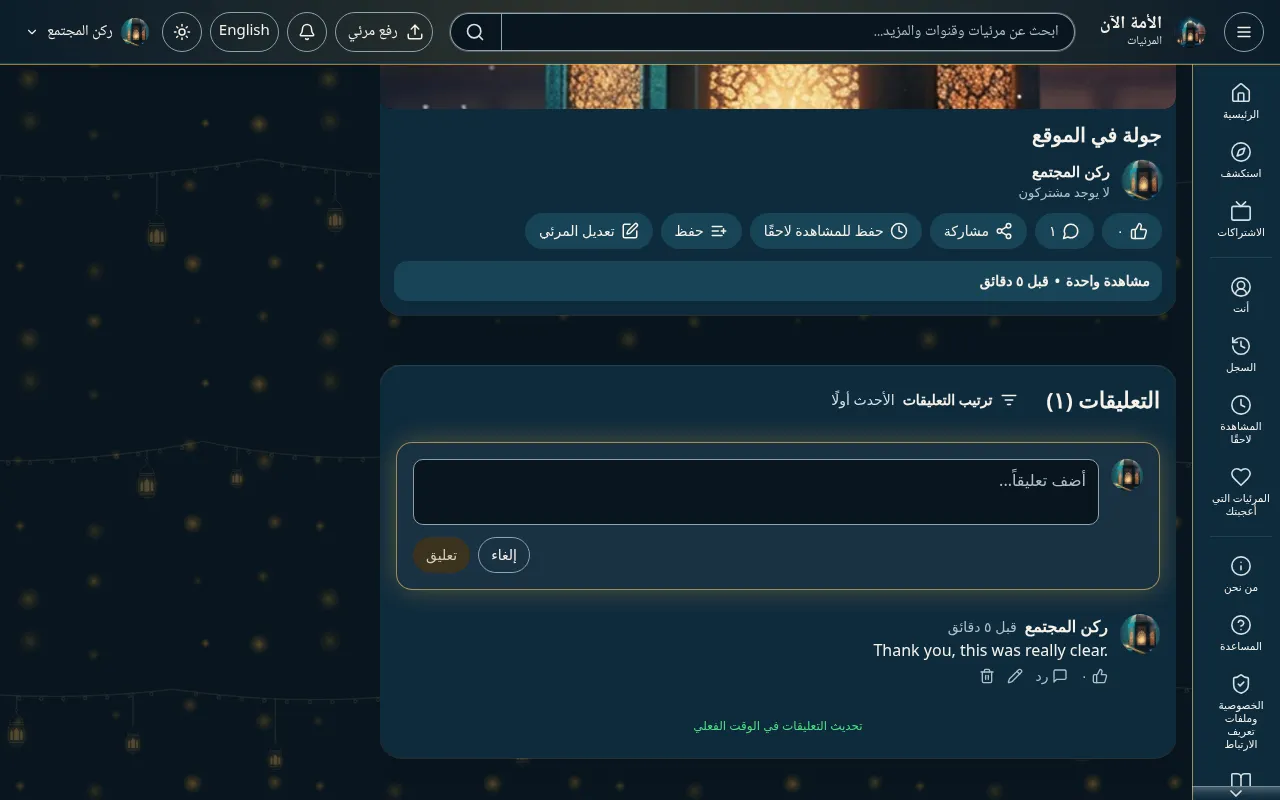 الأمة الآن
المرئيات
ابحث عن مرئيات وقنوات والمزيد...
رفع مرئي
English
ركن المجتمع
الرئيسية
استكشف
الاشتراكات
أنت
السجل
المشاهدة
لاحقًا
المرئيات التي
أعجبتك
من نحن
المساعدة
الخصوصية
وملفات
تعريف
الارتباط
جولة في الموقع
ركن المجتمع
لا يوجد مشتركون
٠
١
مشاركة
حفظ للمشاهدة لاحقًا
حفظ
تعديل المرئي
مشاهدة واحدة • قبل ٥ دقائق
التعليقات (١)
ترتيب التعليقات الأحدث أولًا
أضف تعليقاً...
إلغاء
تعليق
ركن المجتمع قبل ٥ دقائق
Thank you, this was really clear.
٠ رد
تحديث التعليقات في الوقت الفعلي